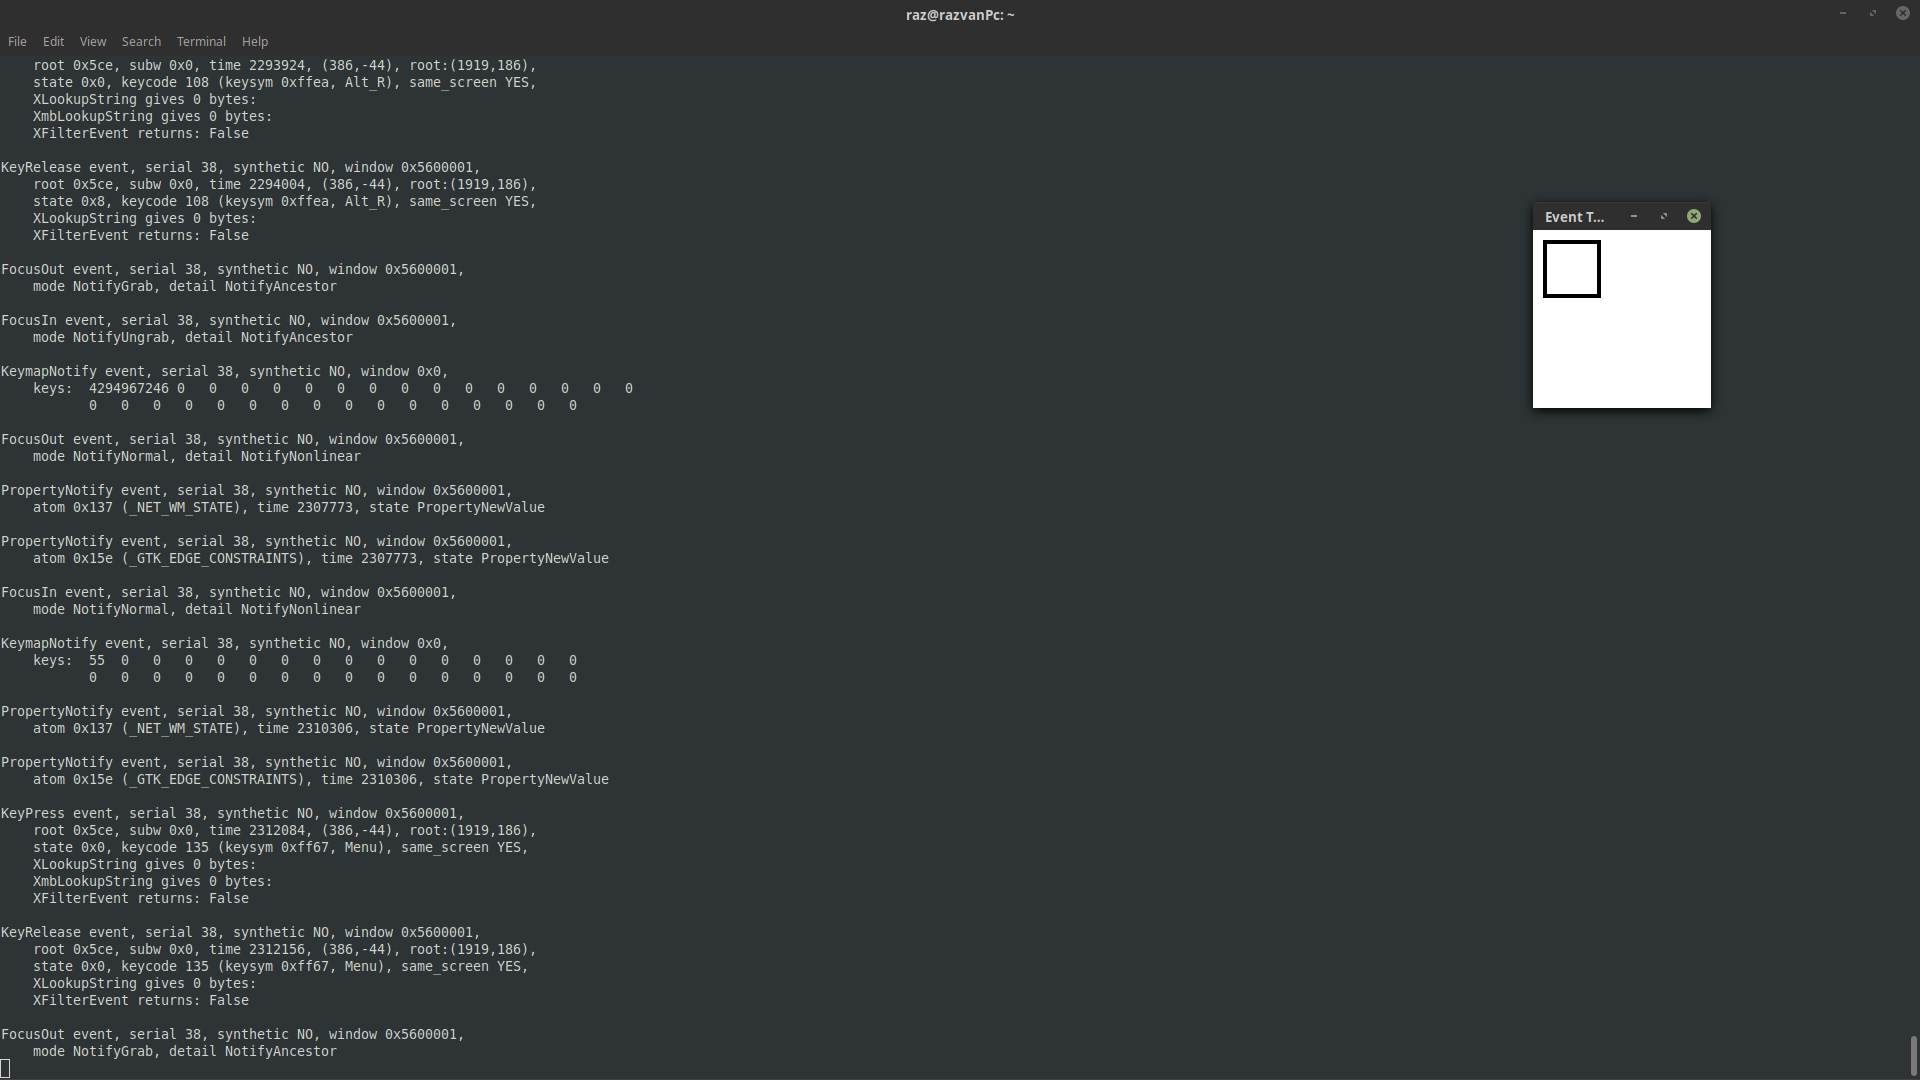 raz@razvanPc: ~
File Edit View Search Terminal Help
root 0x5ce, subw 0x0, time 2293924, (386,-44), root:(1919,186),
state 0x0, keycode 108 (keysym 0xffea, Alt_R), same_screen YES,
XLookupString gives 0 bytes:
XmbLookupString gives 0 bytes:
XFilterEvent returns: False
KeyRelease event, serial 38, synthetic NO, window 0x5600001,
root 0x5ce, subw 0x0, time 2294004, (386,-44), root:(1919,186),
state 0x8, keycode 108 (keysym 0xffea, Alt_R), same_screen YES,
XLookupString gives 0 bytes:
XFilterEvent returns: False
FocusOut event, serial 38, synthetic NO, window 0x5600001,
mode NotifyGrab, detail NotifyAncestor
FocusIn event, serial 38, synthetic NO, window 0x5600001,
mode NotifyUngrab, detail NotifyAncestor
KeymapNotify event, serial 38, synthetic NO, window 0x0,
keys: 4294967246 0 0 0 0 0 0 0 0 0 0 0 0 0 0 0
0 0 0 0 0 0 0 0 0 0 0 0 0 0 0 0
FocusOut event, serial 38, synthetic NO, window 0x5600001,
mode NotifyNormal, detail NotifyNonlinear
PropertyNotify event, serial 38, synthetic NO, window 0x5600001,
atom 0x137 (_NET_WM_STATE), time 2307773, state PropertyNewValue
PropertyNotify event, serial 38, synthetic NO, window 0x5600001,
atom 0x15e (_GTK_EDGE_CONSTRAINTS), time 2307773, state PropertyNewValue
FocusIn event, serial 38, synthetic NO, window 0x5600001,
mode NotifyNormal, detail NotifyNonlinear
KeymapNotify event, serial 38, synthetic NO, window 0x0,
keys: 55 0 0 0 0 0 0 0 0 0 0 0 0 0 0 0
0 0 0 0 0 0 0 0 0 0 0 0 0 0 0 0
PropertyNotify event, serial 38, synthetic NO, window 0x5600001,
atom 0x137 (_NET_WM_STATE), time 2310306, state PropertyNewValue
PropertyNotify event, serial 38, synthetic NO, window 0x5600001,
atom 0x15e (_GTK_EDGE_CONSTRAINTS), time 2310306, state PropertyNewValue
KeyPress event, serial 38, synthetic NO, window 0x5600001,
root 0x5ce, subw 0x0, time 2312084, (386,-44), root:(1919,186),
state 0x0, keycode 135 (keysym 0xff67, Menu), same_screen YES,
XLookupString gives 0 bytes:
XmbLookupString gives 0 bytes:
XFilterEvent returns: False
KeyRelease event, serial 38, synthetic NO, window 0x5600001,
root 0x5ce, subw 0x0, time 2312156, (386,-44), root:(1919,186),
state 0x0, keycode 135 (keysym 0xff67, Menu), same_screen YES,
XLookupString gives 0 bytes:
XFilterEvent returns: False
FocusOut event, serial 38, synthetic NO, window 0x5600001,
mode NotifyGrab, detail NotifyAncestor
Event T...